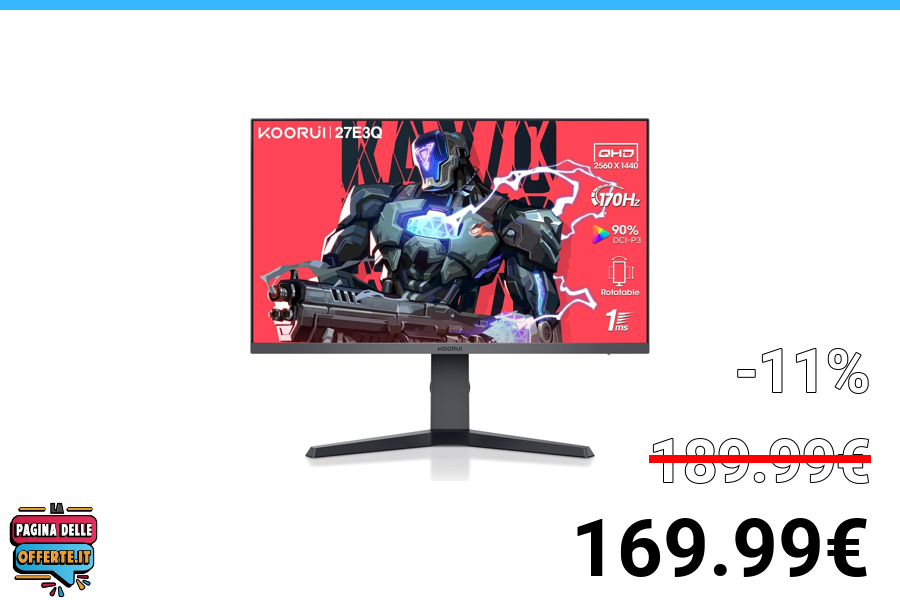 KOORUI | 27E3Q
QHD
2560 X 1440
170Hz
90%
DCI-P3
Rotatable
1ms
KOORUI
-11%
189.99€
169.99€
LA
PAGINA DELLE
OFFERTE.IT